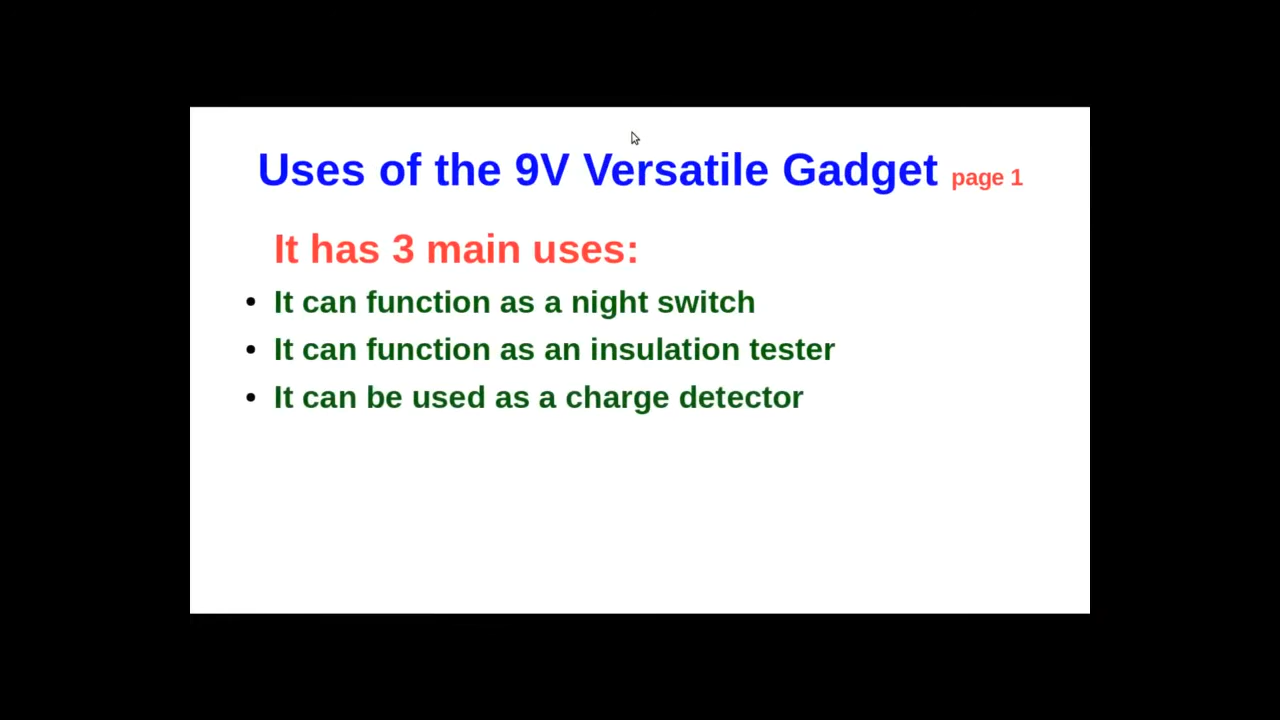 Uses of the 9V Versatile Gadget page 1
It has 3 main uses:
• It can function as a night switch
• It can function as an insulation tester
• It can be used as a charge detector